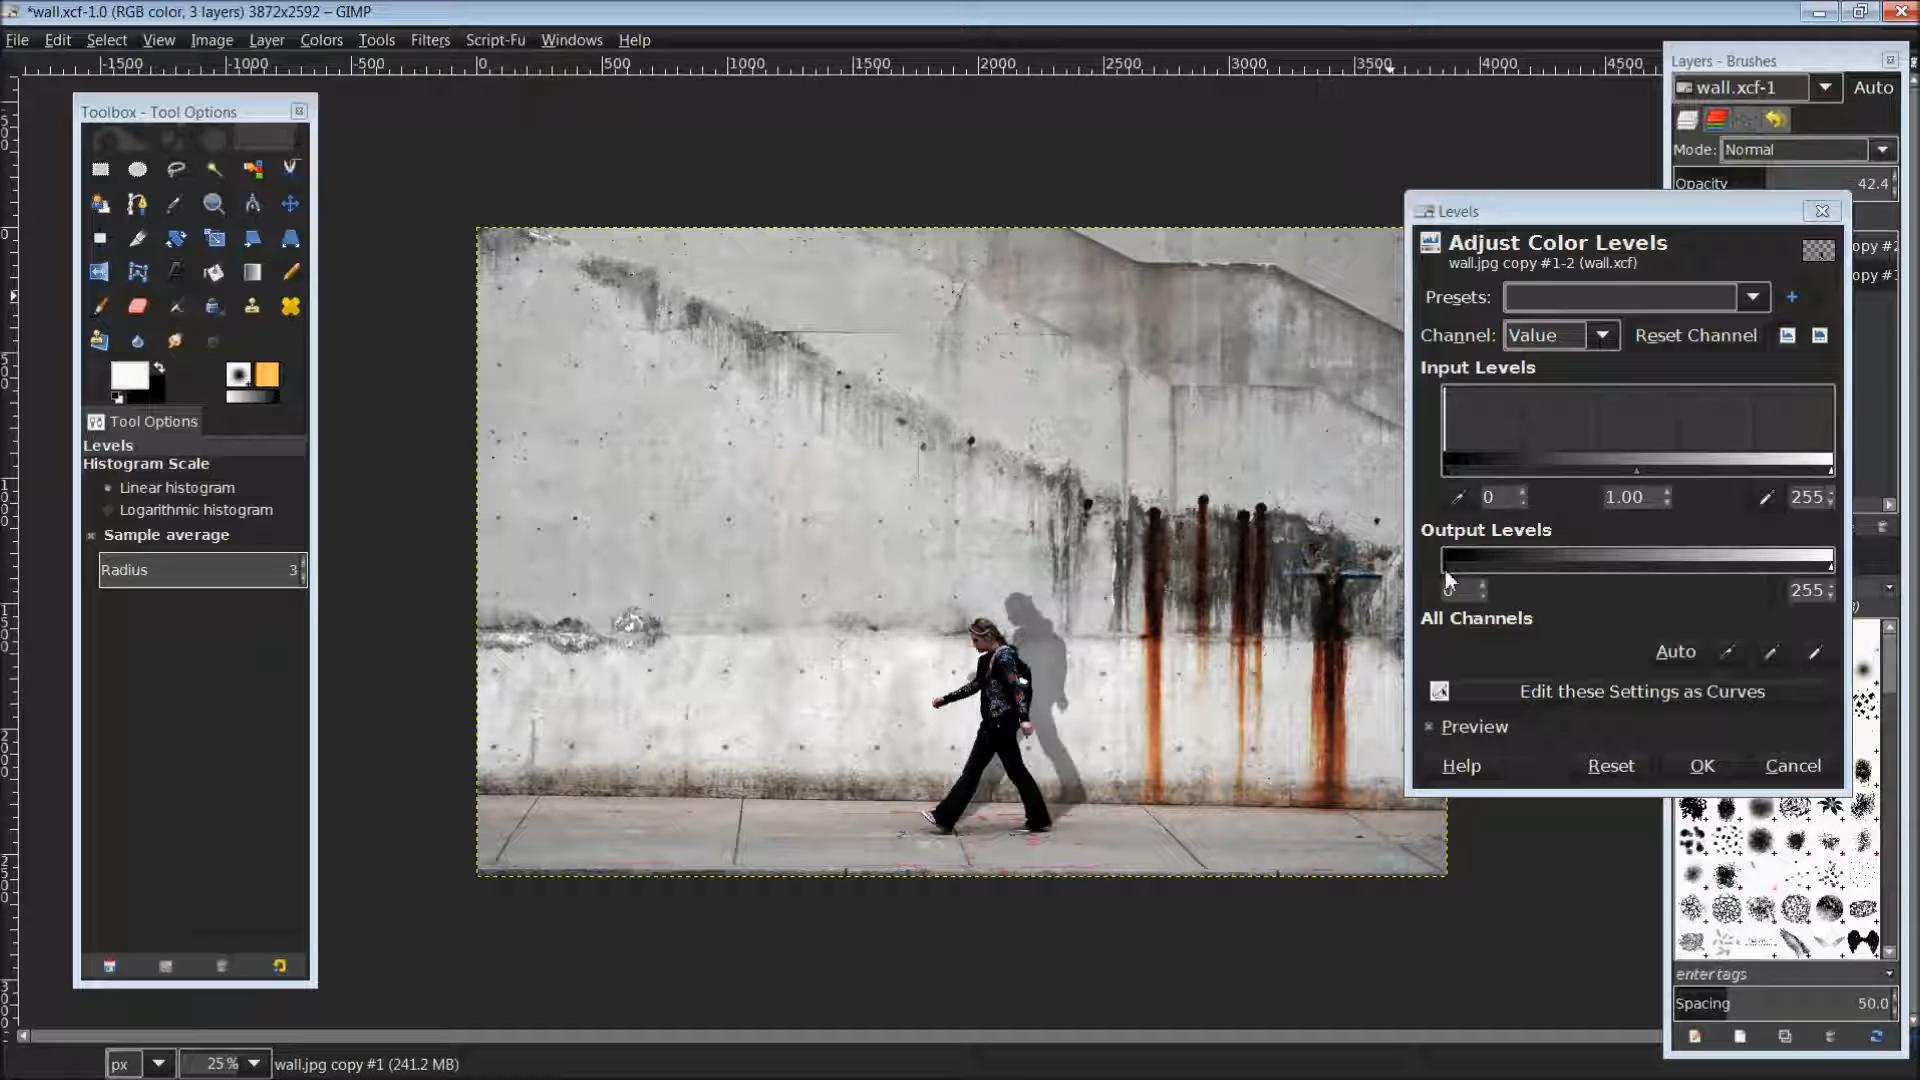 *wall.xcf-1.0 (RGB color, 3 layers) 3872x2592 – GIMP
File Edit Select View Image Layer Colors Tools Filters Script-Fu Windows Help
-1500 -1000 -500 0 500 1000 1500 2000 2500 3000 3500 4000 4500
Toolbox - Tool Options
Tool Options
Levels
Histogram Scale
Linear histogram
Logarithmic histogram
Sample average
Radius 3
Layers - Brushes
wall.xcf-1 Auto
Mode: Normal
Opacity 42.4
opy #2
opy #1
Levels
Adjust Color Levels
wall.jpg copy #1-2 (wall.xcf)
Presets:
Channel: Value Reset Channel
Input Levels
0 1.00 255
Output Levels
0 255
All Channels
Auto
Edit these Settings as Curves
Preview
Help Reset OK Cancel
enter tags
Spacing 50.0
px 25 % wall.jpg copy #1 (241.2 MB)